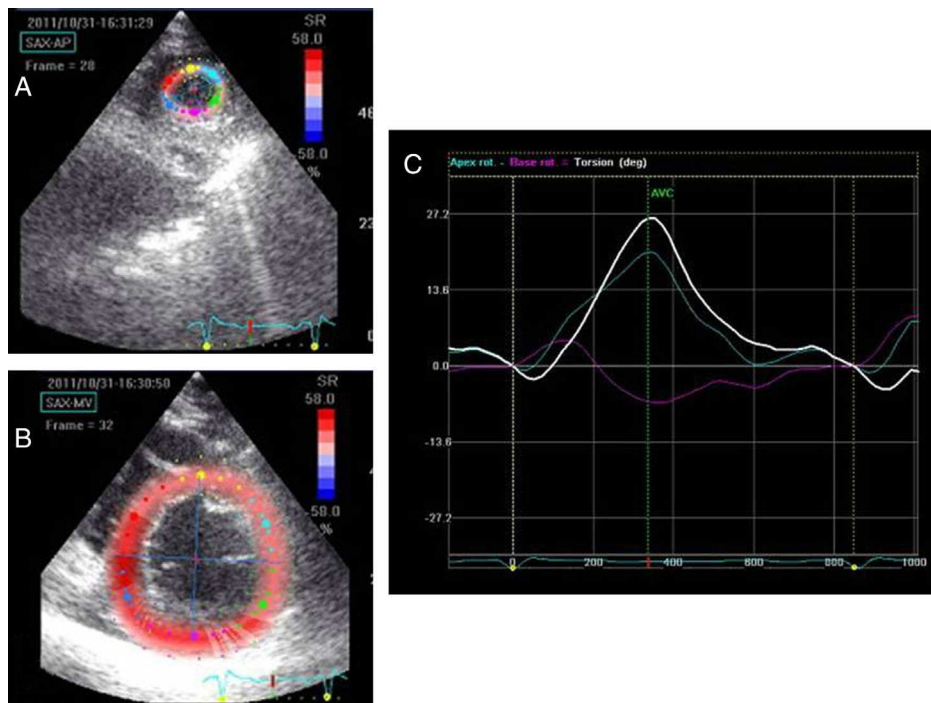 2011/10/31-16:31:29
SR
58.0
SAX-AP
Frame = 28
A
48
-58.0
%
23
0
2011/10/31-16:30:50
SR
58.0
SAX-MV
Frame = 32
B
-58.0
%
C
Apex rot. - Base rot. = Torsion (deg)
AVC
27.2
13.6
0.0
-13.6
-27.2
0 200 400 600 800 1000